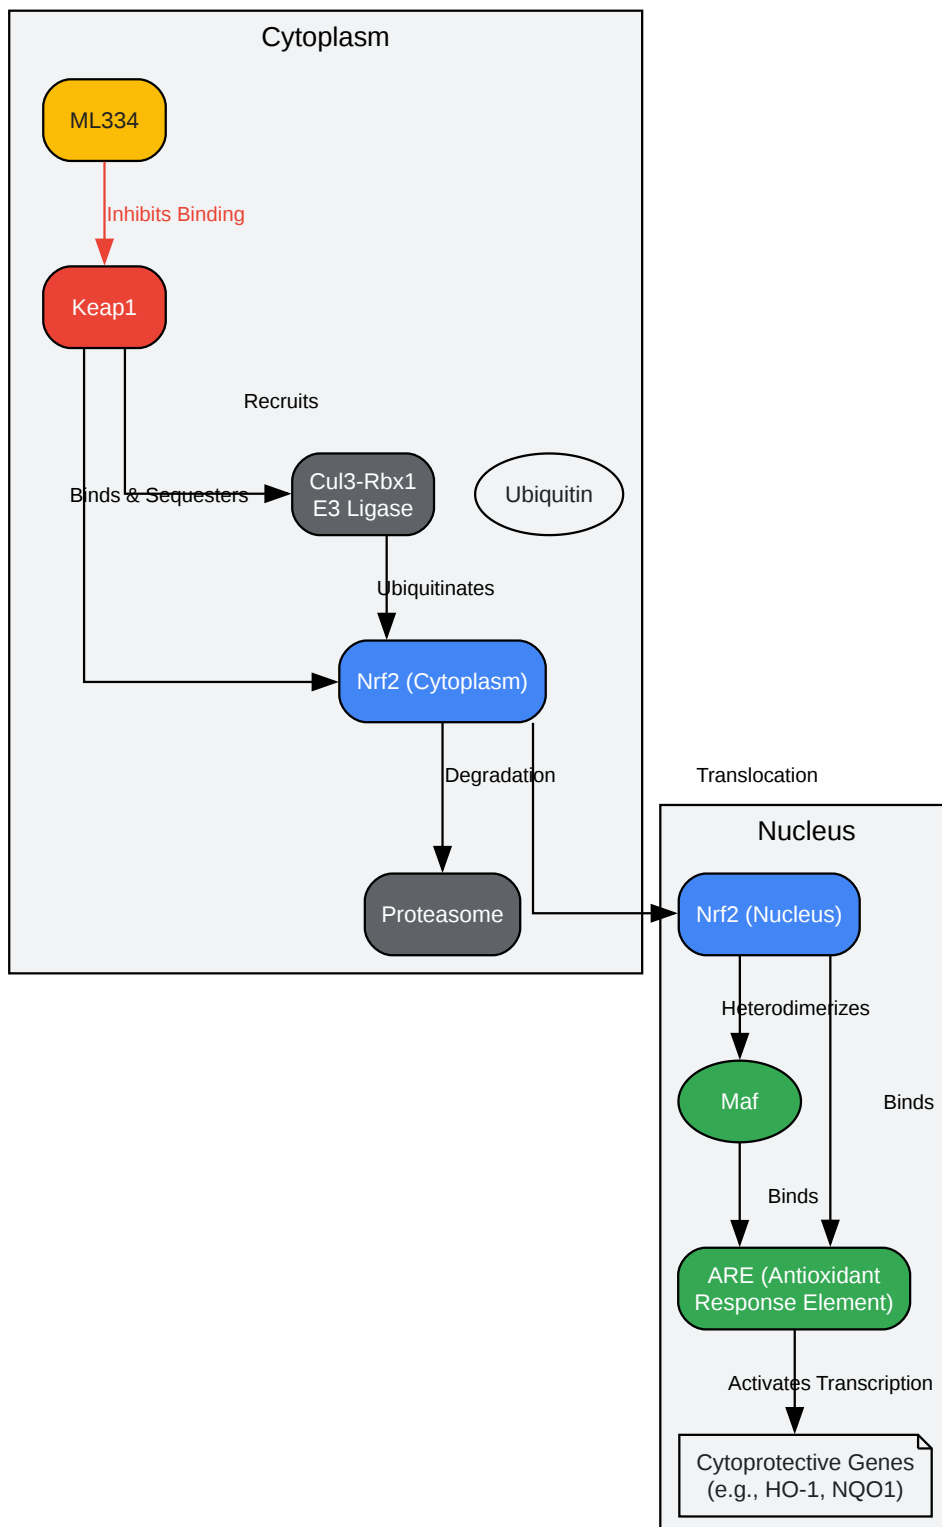 Cytoplasm
ML334
Inhibits Binding
Keap1
Recruits
Binds & Sequesters
Cul3-Rbx1
E3 Ligase
Ubiquitin
Ubiquitinates
Nrf2 (Cytoplasm)
Degradation
Translocation
Nucleus
Proteasome
Nrf2 (Nucleus)
Heterodimerizes
Maf
Binds
Binds
ARE (Antioxidant
Response Element)
Activates Transcription
Cytoprotective Genes
(e.g., HO-1, NQO1)